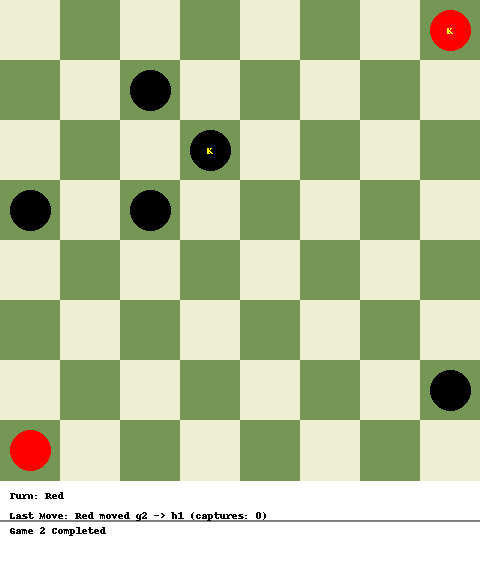 K
K
Turn: Red
Last Move: Red moved g2 -> h1 (captures: 0)
Game 2 Completed